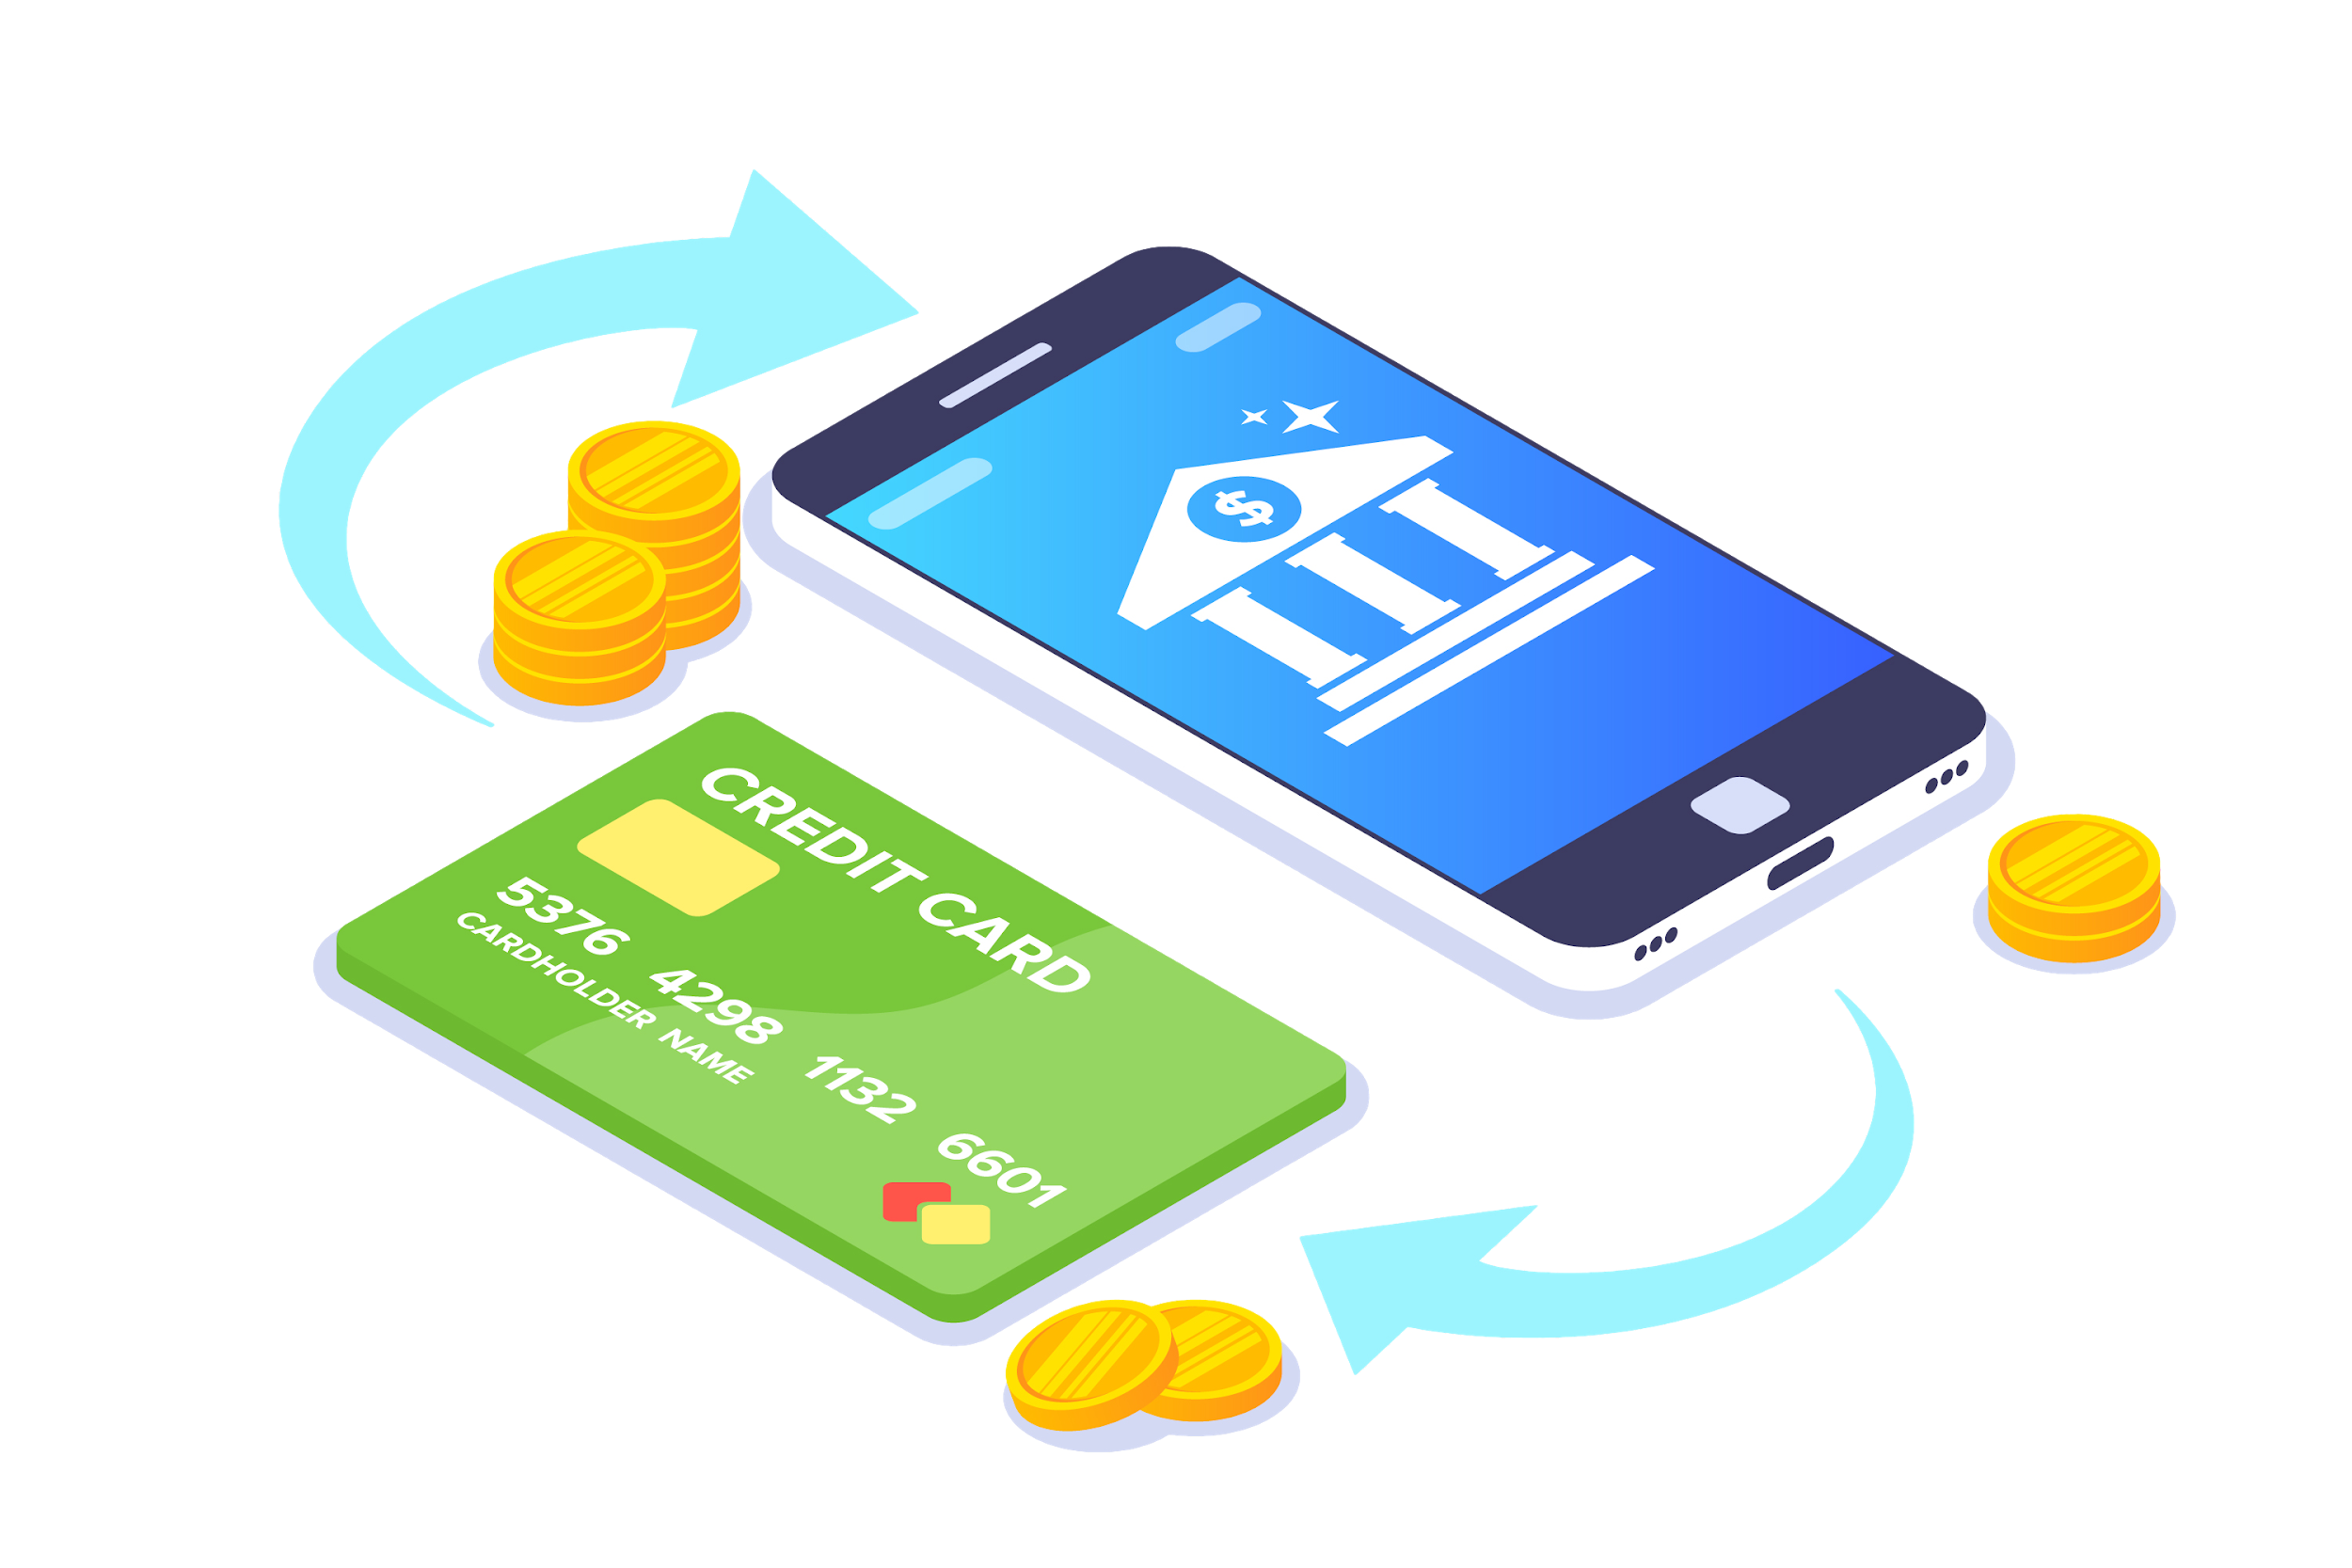 CREDIT CARD
5376 4298 1132 6601
CARDHOLDER NAME
$